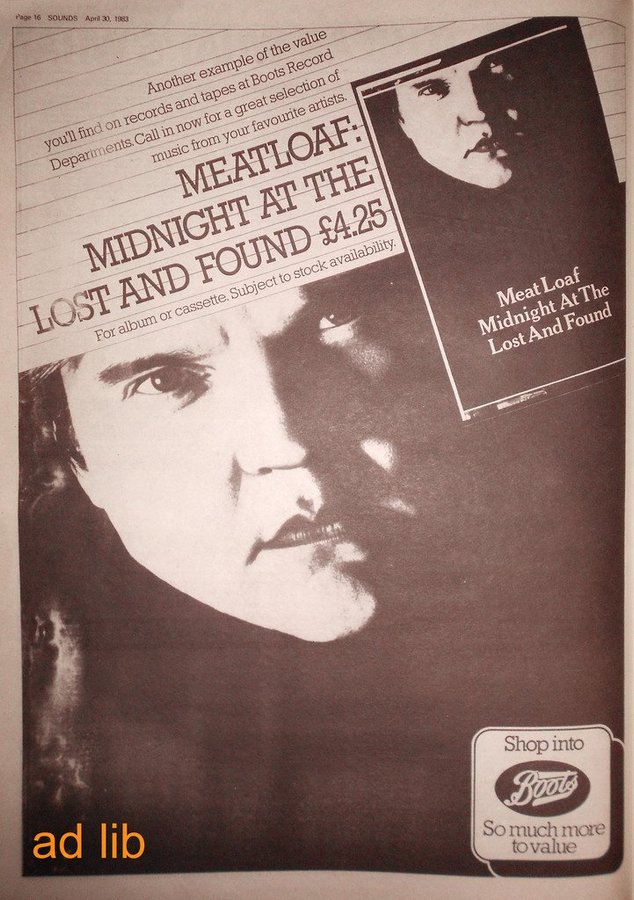 Page 16 SOUNDS April 30, 1983
Another example of the value
you'll find on records and tapes at Boots Record
Departments. Call in now for a great selection of
music from your favourite artists.
MEATLOAF:
MIDNIGHT AT THE
LOST AND FOUND £4.25
For album or cassette. Subject to stock availability.
Meat Loaf
Midnight At The
Lost And Found
Shop into
Boots
So much more
to value
ad lib